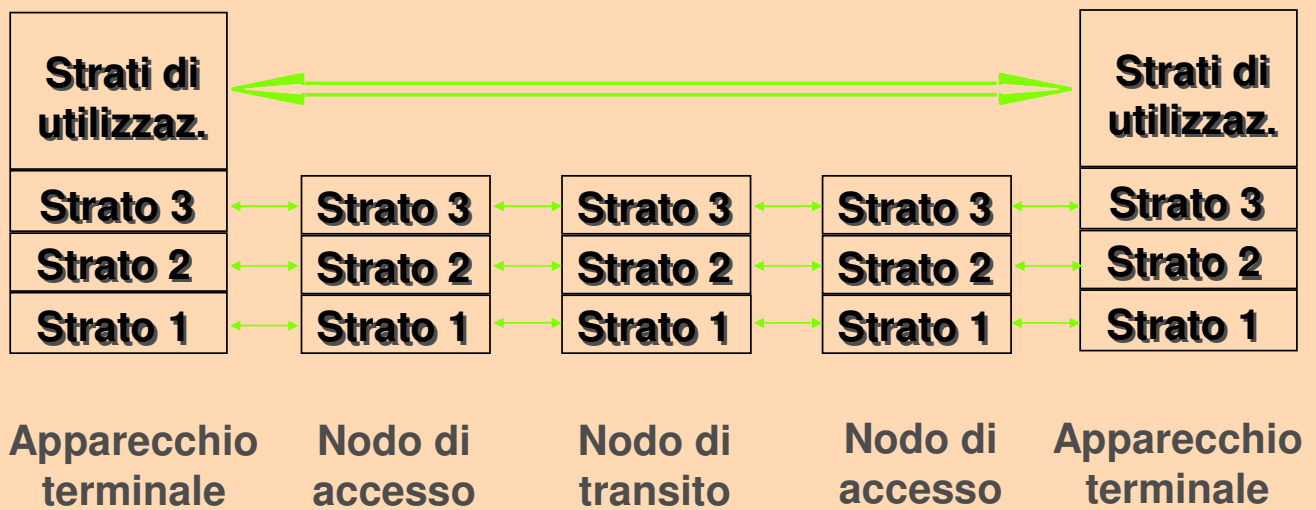 Strati di
utilizzaz.
Strati di
utilizzaz.
Strato 3
Strato 3
Strato 3
Strato 3
Strato 3
Strato 2
Strato 2
Strato 2
Strato 2
Strato 2
Strato 1
Strato 1
Strato 1
Strato 1
Strato 1
Apparecchio
terminale
Nodo di
accesso
Nodo di
transito
Nodo di
accesso
Apparecchio
terminale